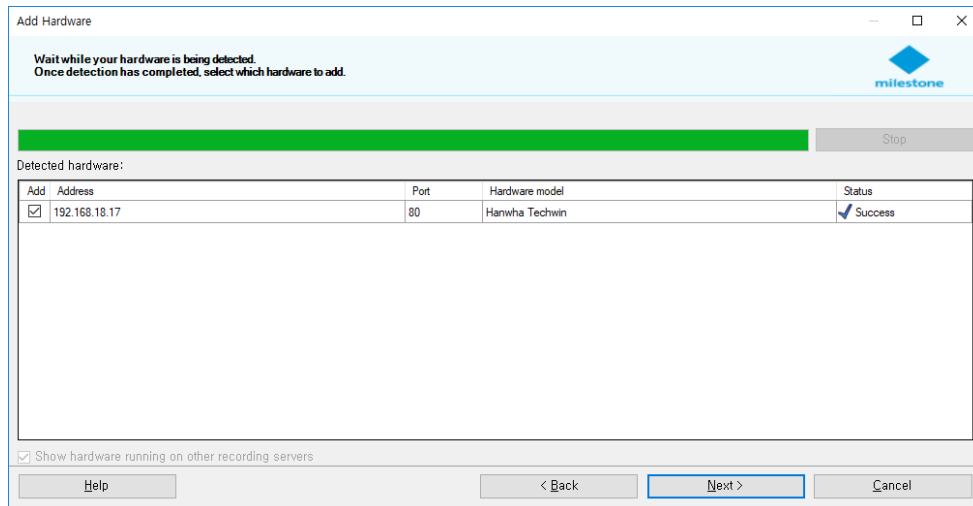 Add Hardware
Wait while your hardware is being detected.
Once detection has completed, select which hardware to add.
milestone
Stop
Detected hardware:
Add Address Port Hardware model Status
192.168.18.17 80 Hanwha Techwin Success
Show hardware running on other recording servers
Help < Back Next > Cancel